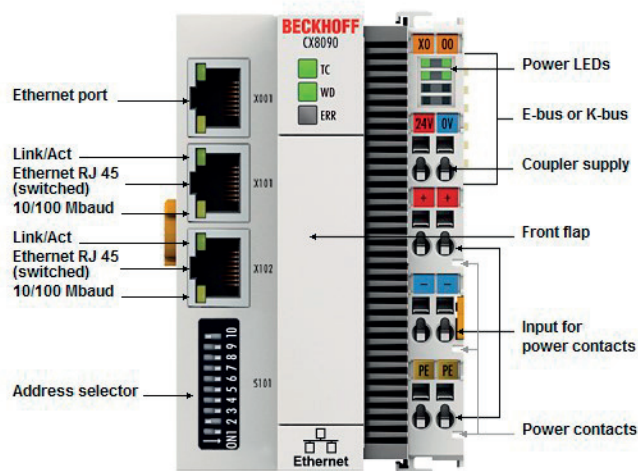 Ethernet port
Link/Act
Ethernet RJ 45
(switched)
10/100 Mbaud
Link/Act
Ethernet RJ 45
(switched)
10/100 Mbaud
Address selector
X001
X101
X102
S101
ON 1 2 3 4 5 6 7 8 9 10
BECKHOFF
CX8090
TC
WD
ERR
Ethernet
X0 00
24V 0V
+ +
− −
PE PE
Power LEDs
E-bus or K-bus
Coupler supply
Front flap
Input for
power contacts
Power contacts